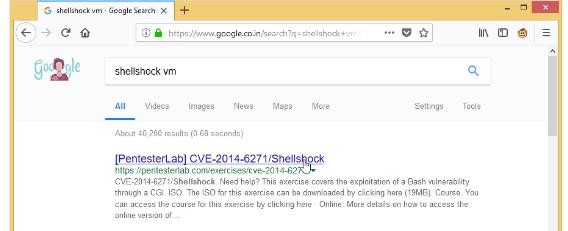 shellshock vm - Google Search
https://www.google.co.in/search?q=shellshock+vm
Google
shellshock vm
All Videos Images News Maps More Settings Tools
About 40,200 results (0.68 seconds)
[PentesterLab] CVE-2014-6271/Shellshock
https://pentesterlab.com/exercises/cve-2014-627
CVE-2014-6271/Shellshock. Need help? This exercise covers the exploitation of a Bash vulnerability
through a CGI. ISO. The ISO for this exercise can be downloaded by clicking here (19MB). Course. You
can access the course for this exercise by clicking here · Online: More details on how to access the
online version of ...